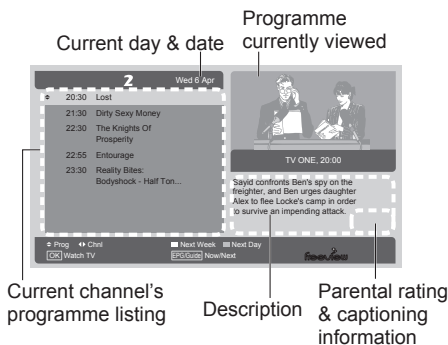 Programme
currently viewed
Current day & date
2 Wed 6 Apr
20:30 Lost
21:30 Dirty Sexy Money
22:30 The Knights Of
Prosperity
22:55 Entourage
23:30 Reality Bites:
Bodyshock - Half Ton...
TV ONE, 20:00
Sayid confronts Ben's spy on the
freighter, and Ben urges daughter
Alex to flee Locke's camp in order
to survive an impending attack.
Prog Chnl Next Week Next Day
OK Watch TV EPG/Guide Now/Next
freeview
Current channel's
programme listing
Description
Parental rating
& captioning
information